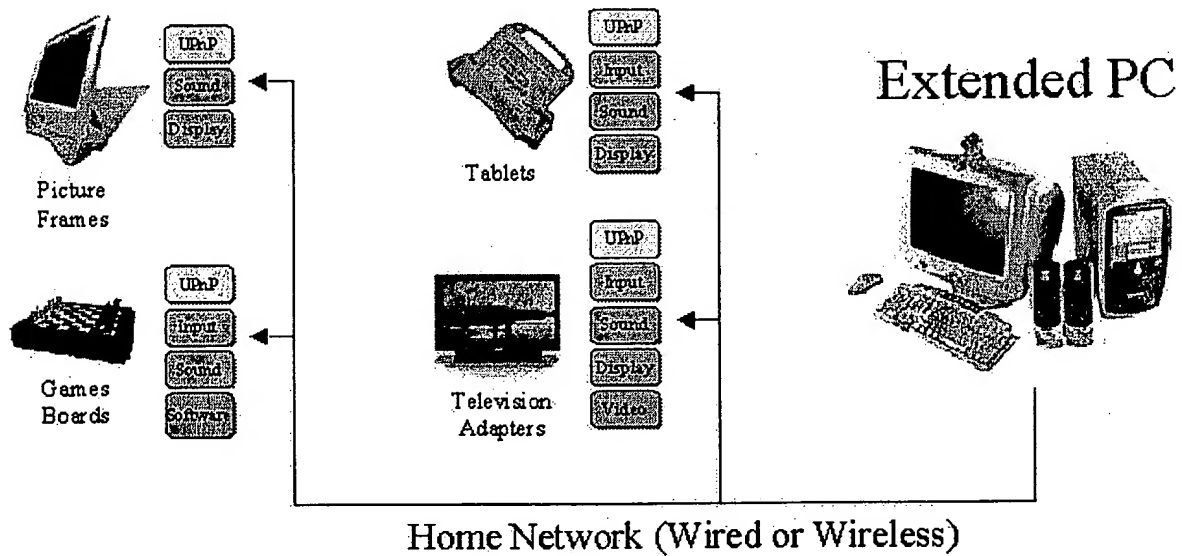 UPnP
Sound
Display
Picture
Frames
UPnP
Input
Sound
Display
Tablets
Extended PC
UPnP
Input
Sound
Software
Games
Boards
UPnP
Input
Sound
Display
Video
Television
Adapters
Home Network (Wired or Wireless)